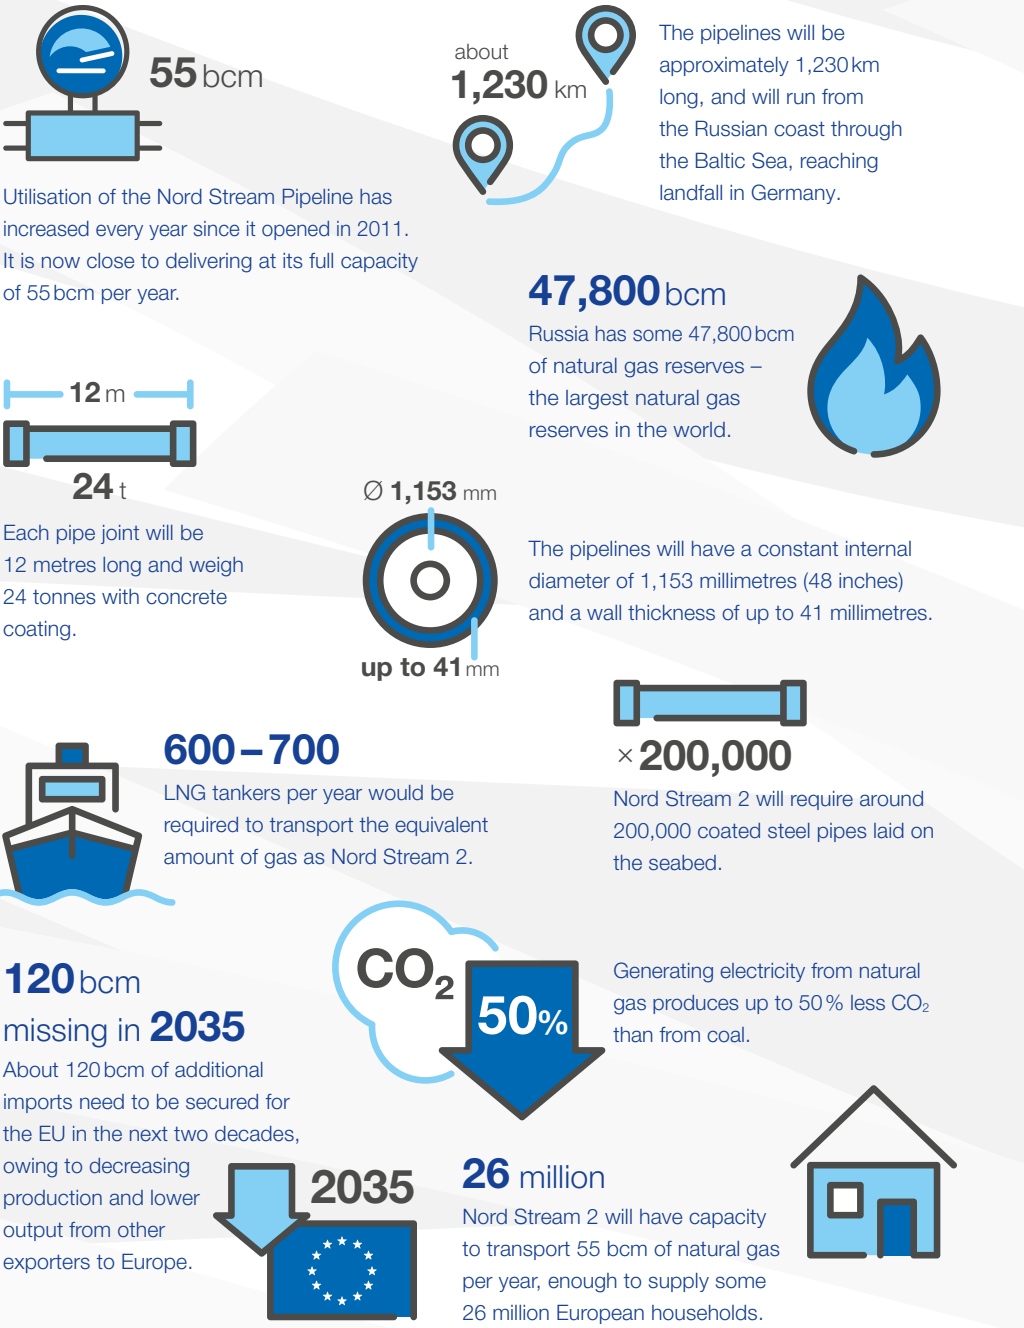 55 bcm
Utilisation of the Nord Stream Pipeline has
increased every year since it opened in 2011.
It is now close to delivering at its full capacity
of 55 bcm per year.
about
1,230 km
The pipelines will be
approximately 1,230 km
long, and will run from
the Russian coast through
the Baltic Sea, reaching
landfall in Germany.
47,800 bcm
Russia has some 47,800 bcm
of natural gas reserves –
the largest natural gas
reserves in the world.
12 m
24 t
Each pipe joint will be
12 metres long and weigh
24 tonnes with concrete
coating.
Ø 1,153 mm
up to 41 mm
The pipelines will have a constant internal
diameter of 1,153 millimetres (48 inches)
and a wall thickness of up to 41 millimetres.
600 – 700
LNG tankers per year would be
required to transport the equivalent
amount of gas as Nord Stream 2.
× 200,000
Nord Stream 2 will require around
200,000 coated steel pipes laid on
the seabed.
CO₂
50%
Generating electricity from natural
gas produces up to 50 % less CO₂
than from coal.
120 bcm
missing in 2035
About 120 bcm of additional
imports need to be secured for
the EU in the next two decades,
owing to decreasing
production and lower
output from other
exporters to Europe.
2035
26 million
Nord Stream 2 will have capacity
to transport 55 bcm of natural gas
per year, enough to supply some
26 million European households.